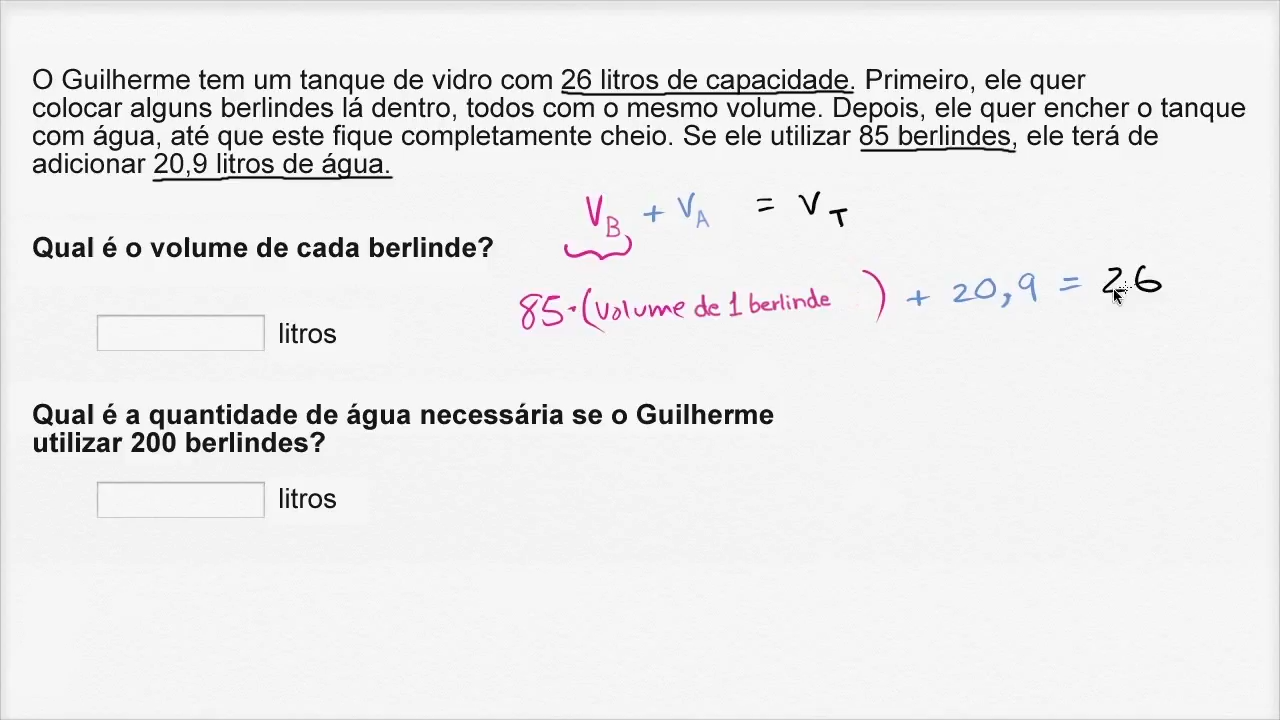 O Guilherme tem um tanque de vidro com 26 litros de capacidade. Primeiro, ele quer
colocar alguns berlindes lá dentro, todos com o mesmo volume. Depois, ele quer encher o tanque
com água, até que este fique completamente cheio. Se ele utilizar 85 berlindes, ele terá de
adicionar 20,9 litros de água.
V_B + V_A = V_T
Qual é o volume de cada berlinde?
85·(Volume de 1 berlinde) + 20,9 = 26
litros
Qual é a quantidade de água necessária se o Guilherme
utilizar 200 berlindes?
litros